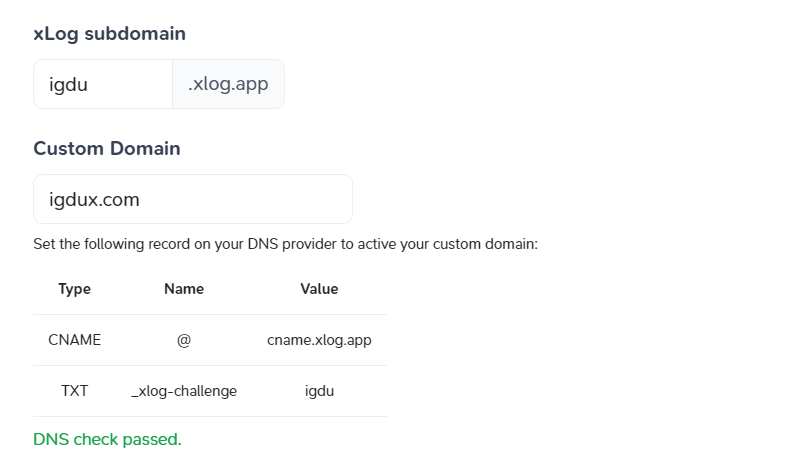 xLog subdomain
igdu .xlog.app
Custom Domain
igdux.com
Set the following record on your DNS provider to active your custom domain:
Type Name Value
CNAME @ cname.xlog.app
TXT _xlog-challenge igdu
DNS check passed.